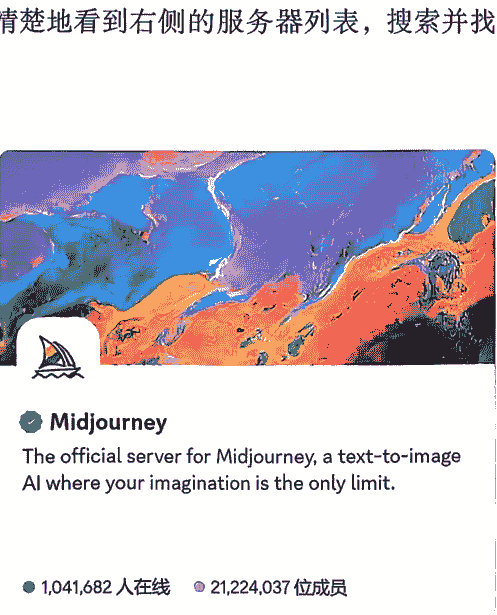 清楚地看到右侧的服务器列表，搜索并找
Midjourney
The official server for Midjourney, a text-to-image
AI where your imagination is the only limit.
1,041,682 人在线 21,224,037 位成员